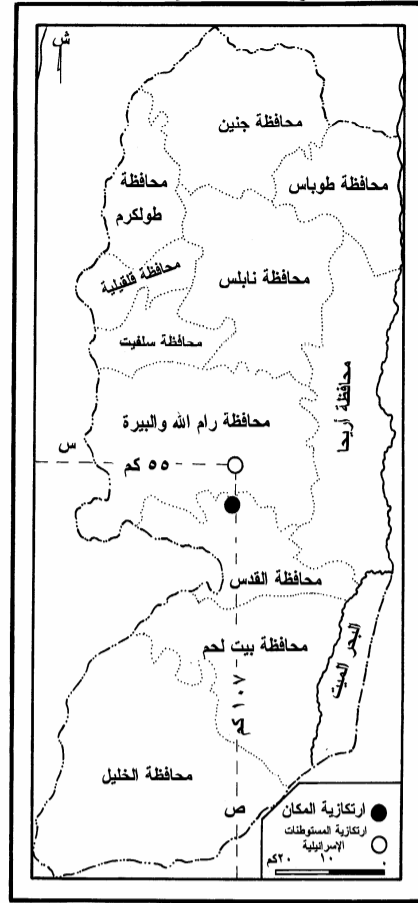 ش
محافظة جنين
محافظة طوباس
محافظة
طولكرم
محافظة قلقيلية
محافظة نابلس
محافظة سلفيت
محافظة أريحا
محافظة رام الله والبيرة
س
٥٥ كم
محافظة القدس
محافظة بيت لحم
البحر الميت
١٠٧ كم
محافظة الخليل
ص
ارتكازية المكان
ارتكازية المستوطنات
الإسرائيلية
٢٠كم ١٠ ٠